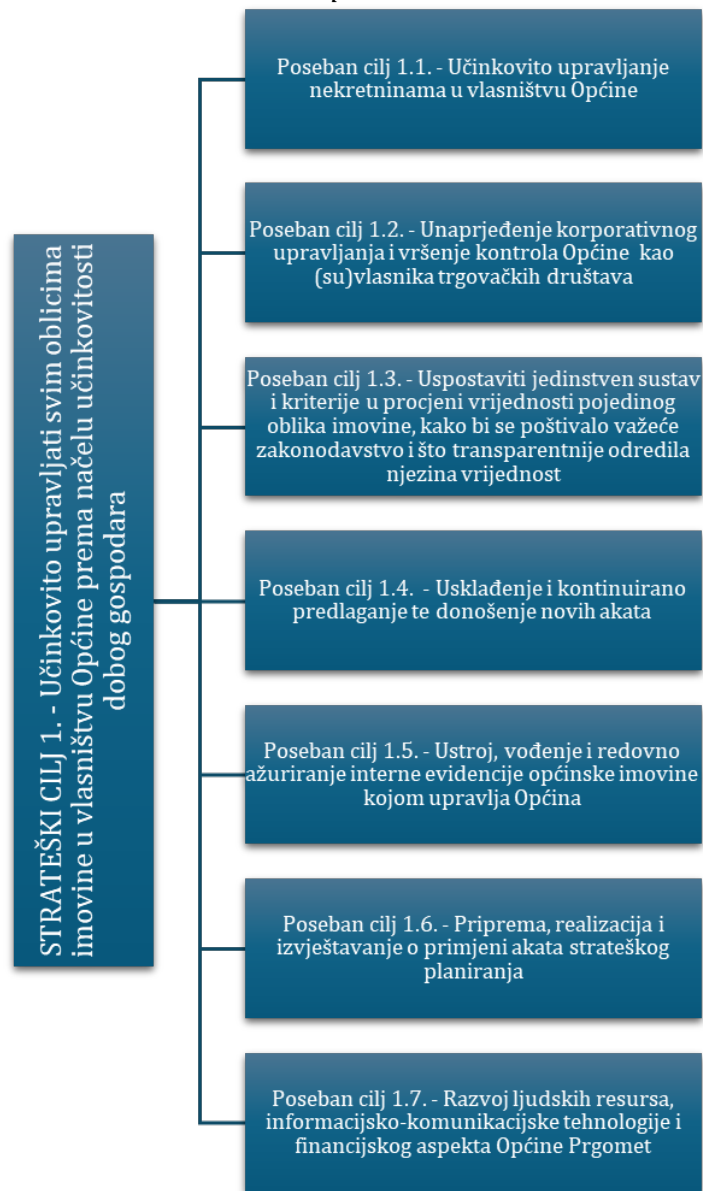 STRATEŠKI CILJ 1. - Učinkovito upravljati svim oblicima
imovine u vlasništvu Općine prema načelu učinkovitosti
dobog gospodara
Poseban cilj 1.1. - Učinkovito upravljanje
nekretninama u vlasništvu Općine
Poseban cilj 1.2. - Unaprjeđenje korporativnog
upravljanja i vršenje kontrola Općine kao
(su)vlasnika trgovačkih društava
Poseban cilj 1.3. - Uspostaviti jedinstven sustav
i kriterije u procjeni vrijednosti pojedinog
oblika imovine, kako bi se poštivalo važeće
zakonodavstvo i što transparentnije odredila
njezina vrijednost
Poseban cilj 1.4. - Usklađenje i kontinuirano
predlaganje te donošenje novih akata
Poseban cilj 1.5. - Ustroj, vođenje i redovno
ažuriranje interne evidencije općinske imovine
kojom upravlja Općina
Poseban cilj 1.6. - Priprema, realizacija i
izvještavanje o primjeni akata strateškog
planiranja
Poseban cilj 1.7. - Razvoj ljudskih resursa,
informacijsko-komunikacijske tehnologije i
financijskog aspekta Općine Prgomet